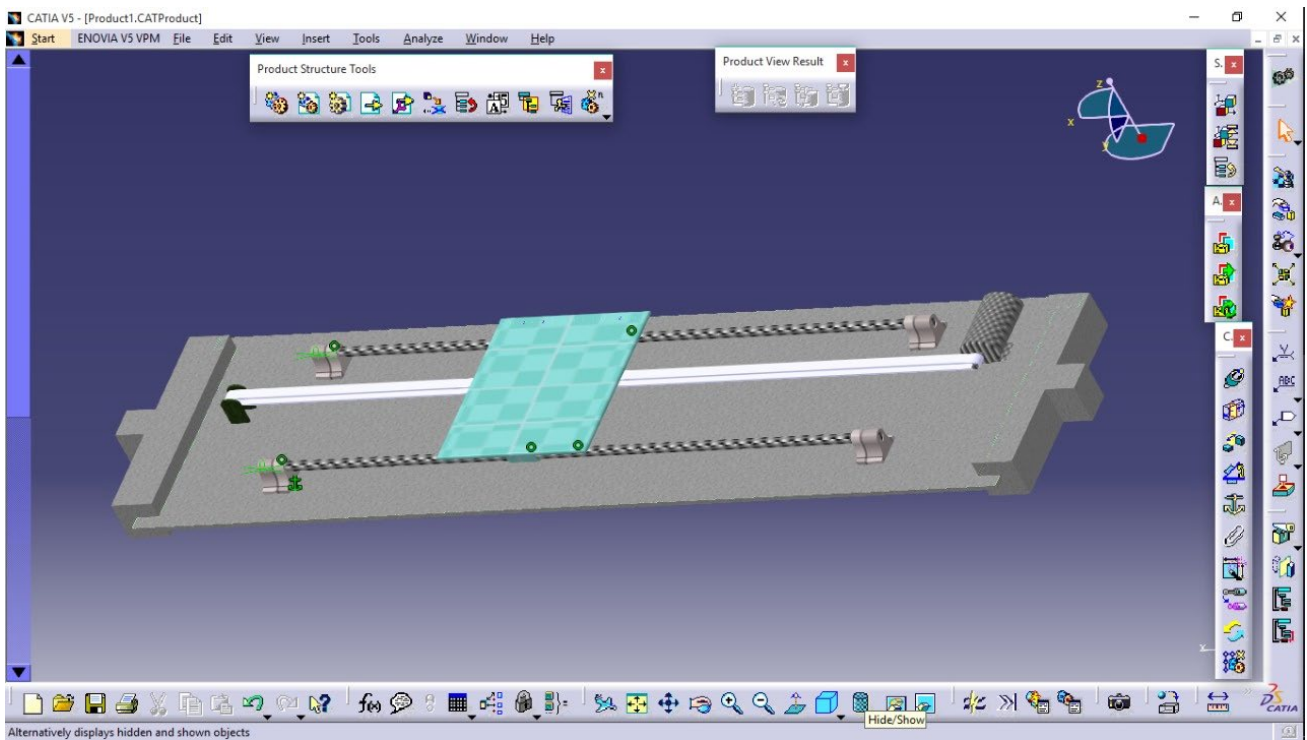 CATIA V5 - [Product1.CATProduct]
Start ENOVIA V5 VPM File Edit View Insert Tools Analyze Window Help
Product Structure Tools
Product View Result
S.
z
x
y
A.
C.
ABC
x
f(x)
Hide/Show
CATIA
Alternatively displays hidden and shown objects